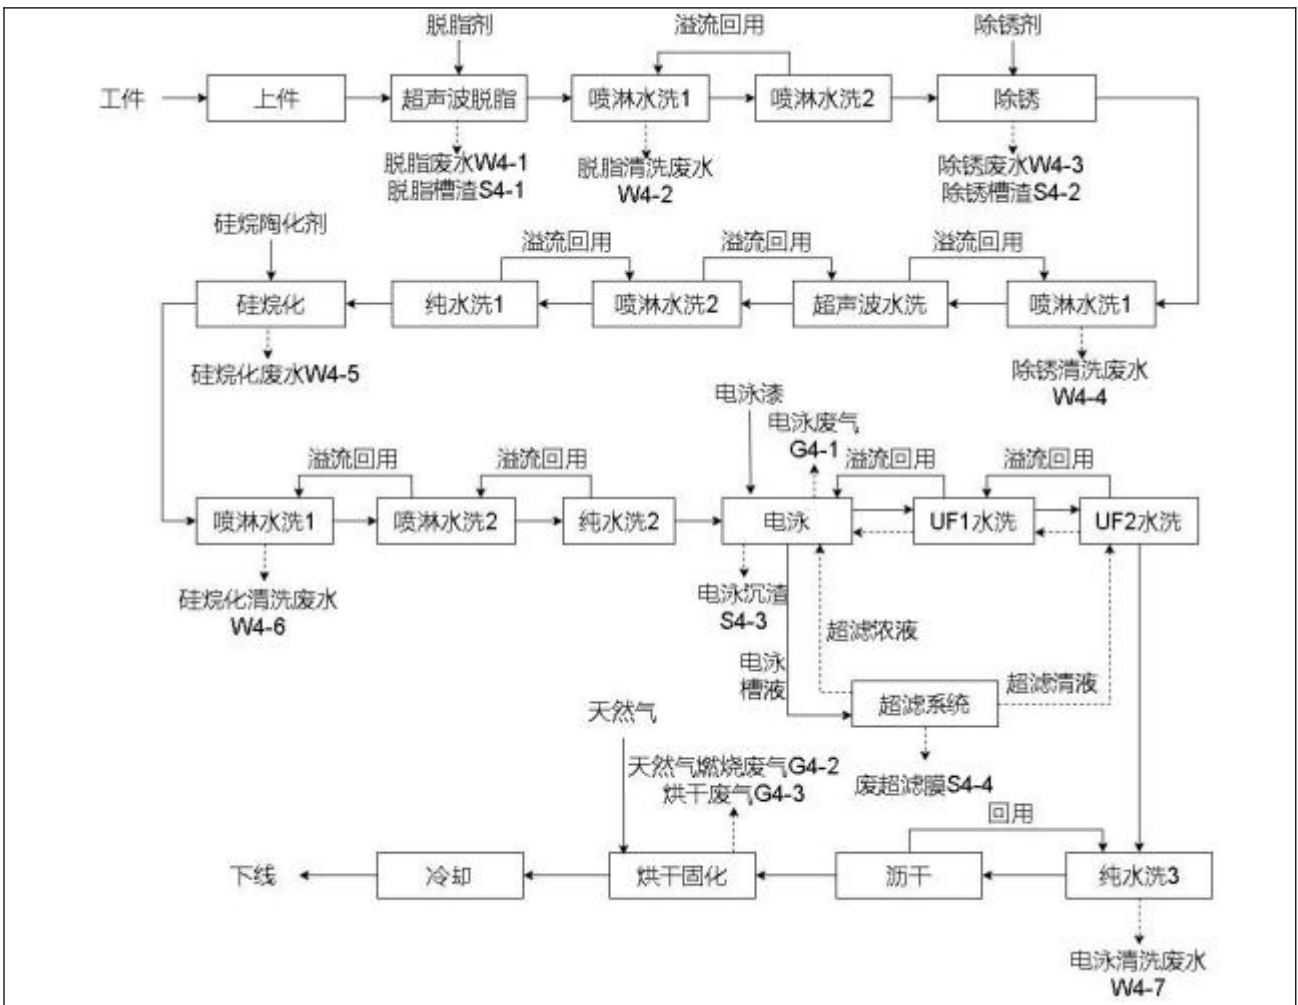 脱脂剂
溢流回用
除锈剂
工件
上件
超声波脱脂
喷淋水洗1
喷淋水洗2
除锈
脱脂废水W4-1
脱脂槽渣S4-1
脱脂清洗废水
W4-2
除锈废水W4-3
除锈槽渣S4-2
硅烷陶化剂
溢流回用
溢流回用
溢流回用
硅烷化
纯水洗1
喷淋水洗2
超声波水洗
喷淋水洗1
硅烷化废水W4-5
除锈清洗废水
W4-4
电泳漆
电泳废气
G4-1
溢流回用
溢流回用
溢流回用
溢流回用
喷淋水洗1
喷淋水洗2
纯水洗2
电泳
UF1水洗
UF2水洗
硅烷化清洗废水
W4-6
电泳沉渣
S4-3
超滤浓液
电泳
槽液
超滤系统
超滤清液
天然气
天然气燃烧废气G4-2
烘干废气G4-3
废超滤膜S4-4
回用
下线
冷却
烘干固化
沥干
纯水洗3
电泳清洗废水
W4-7